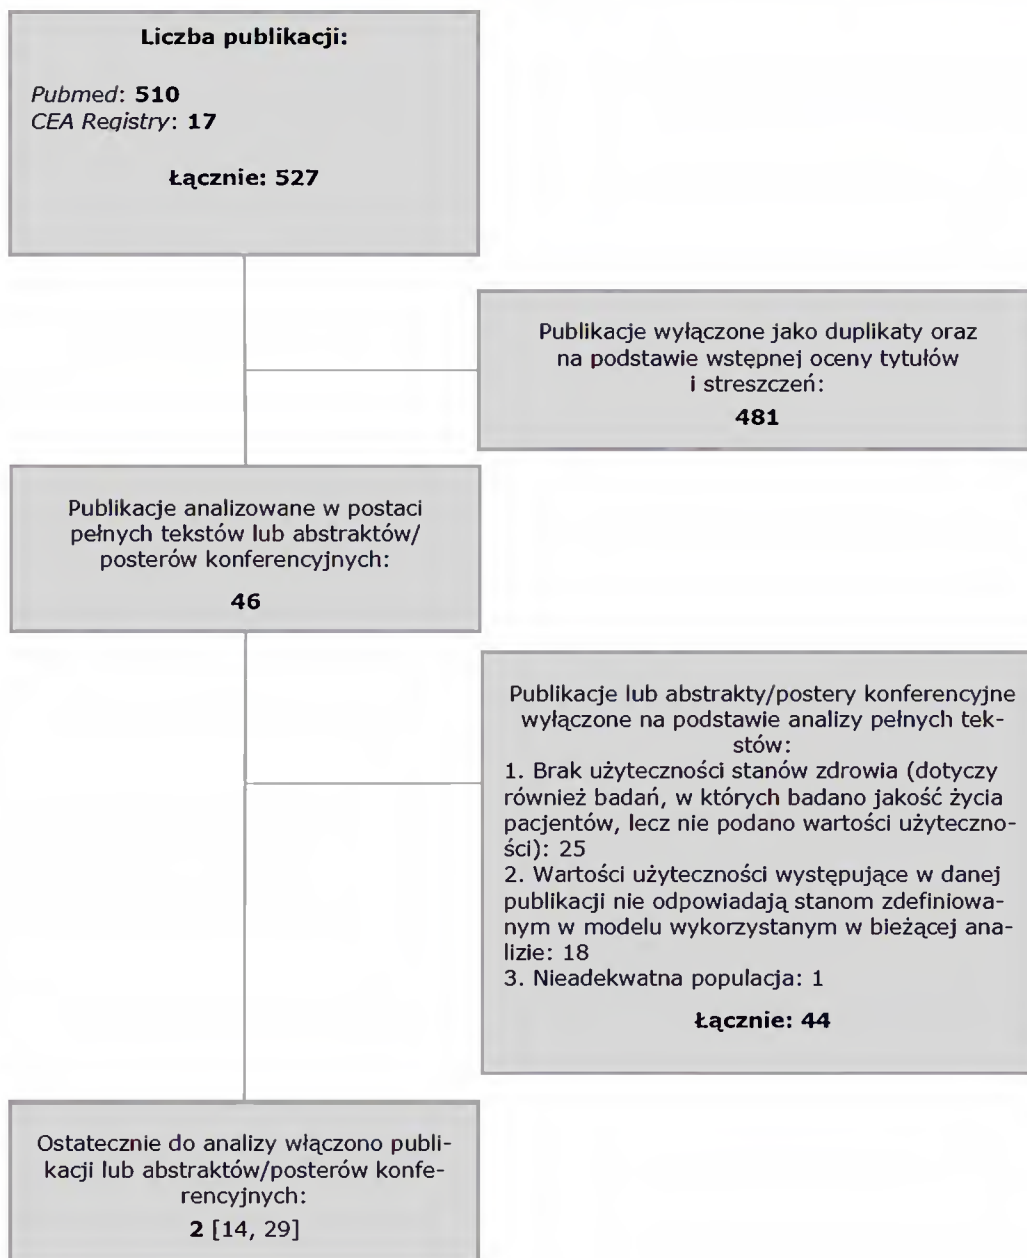 Liczba publikacji:
Pubmed: 510
CEA Registry: 17
Łącznie: 527
Publikacje wyłączone jako duplikaty oraz
na podstawie wstępnej oceny tytułów
i streszczeń:
481
Publikacje analizowane w postaci
pełnych tekstów lub abstraktów/
posterów konferencyjnych:
46
Publikacje lub abstrakty/postery konferencyjne
wyłączone na podstawie analizy pełnych tek-
stów:
1. Brak użyteczności stanów zdrowia (dotyczy
również badań, w których badano jakość życia
pacjentów, lecz nie podano wartości użyteczno-
ści): 25
2. Wartości użyteczności występujące w danej
publikacji nie odpowiadają stanom zdefiniowa-
nym w modelu wykorzystanym w bieżącej ana-
lizie: 18
3. Nieadekwatna populacja: 1
Łącznie: 44
Ostatecznie do analizy włączono publi-
kacji lub abstraktów/posterów konfe-
rencyjnych:
2 [14, 29]